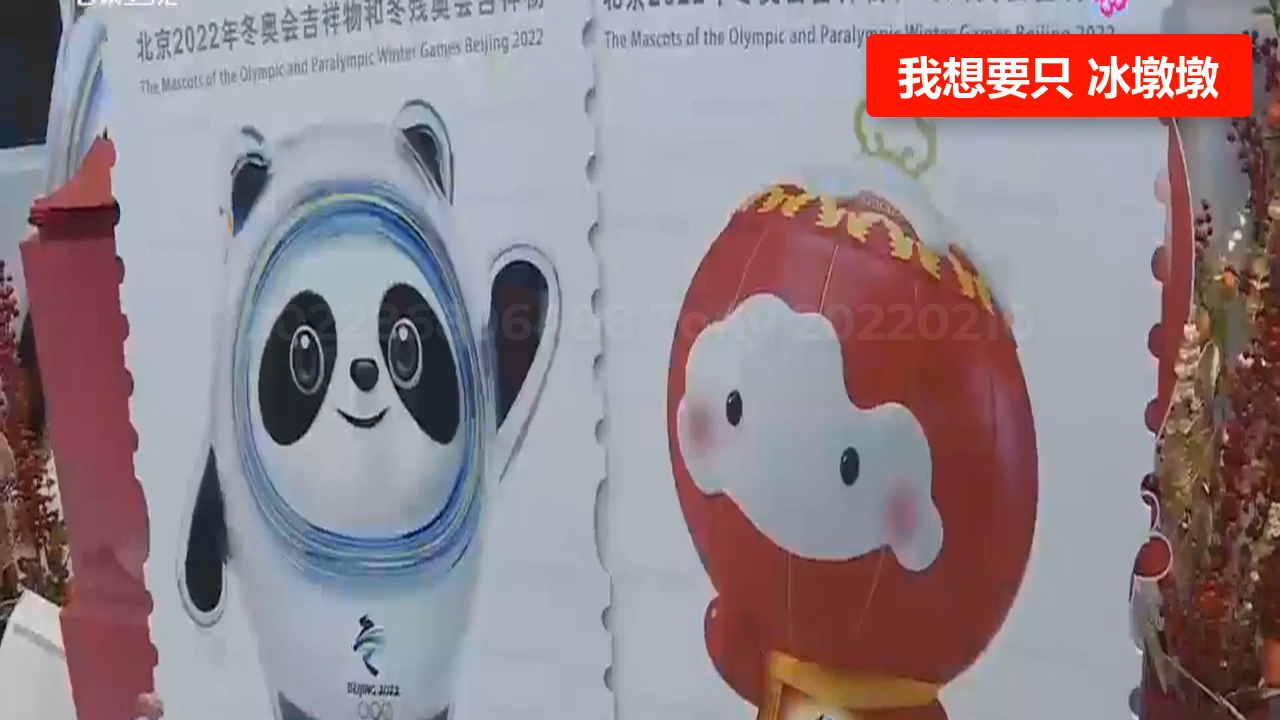 北京2022年冬奥会吉祥物和冬残奥会吉祥物
The Mascots of the Olympic and Paralympic Winter Games Beijing 2022
The Mascots of the Olympic and Paralympic Winter Games Beijing 2022
我想要只 冰墩墩
BEIJING 2022